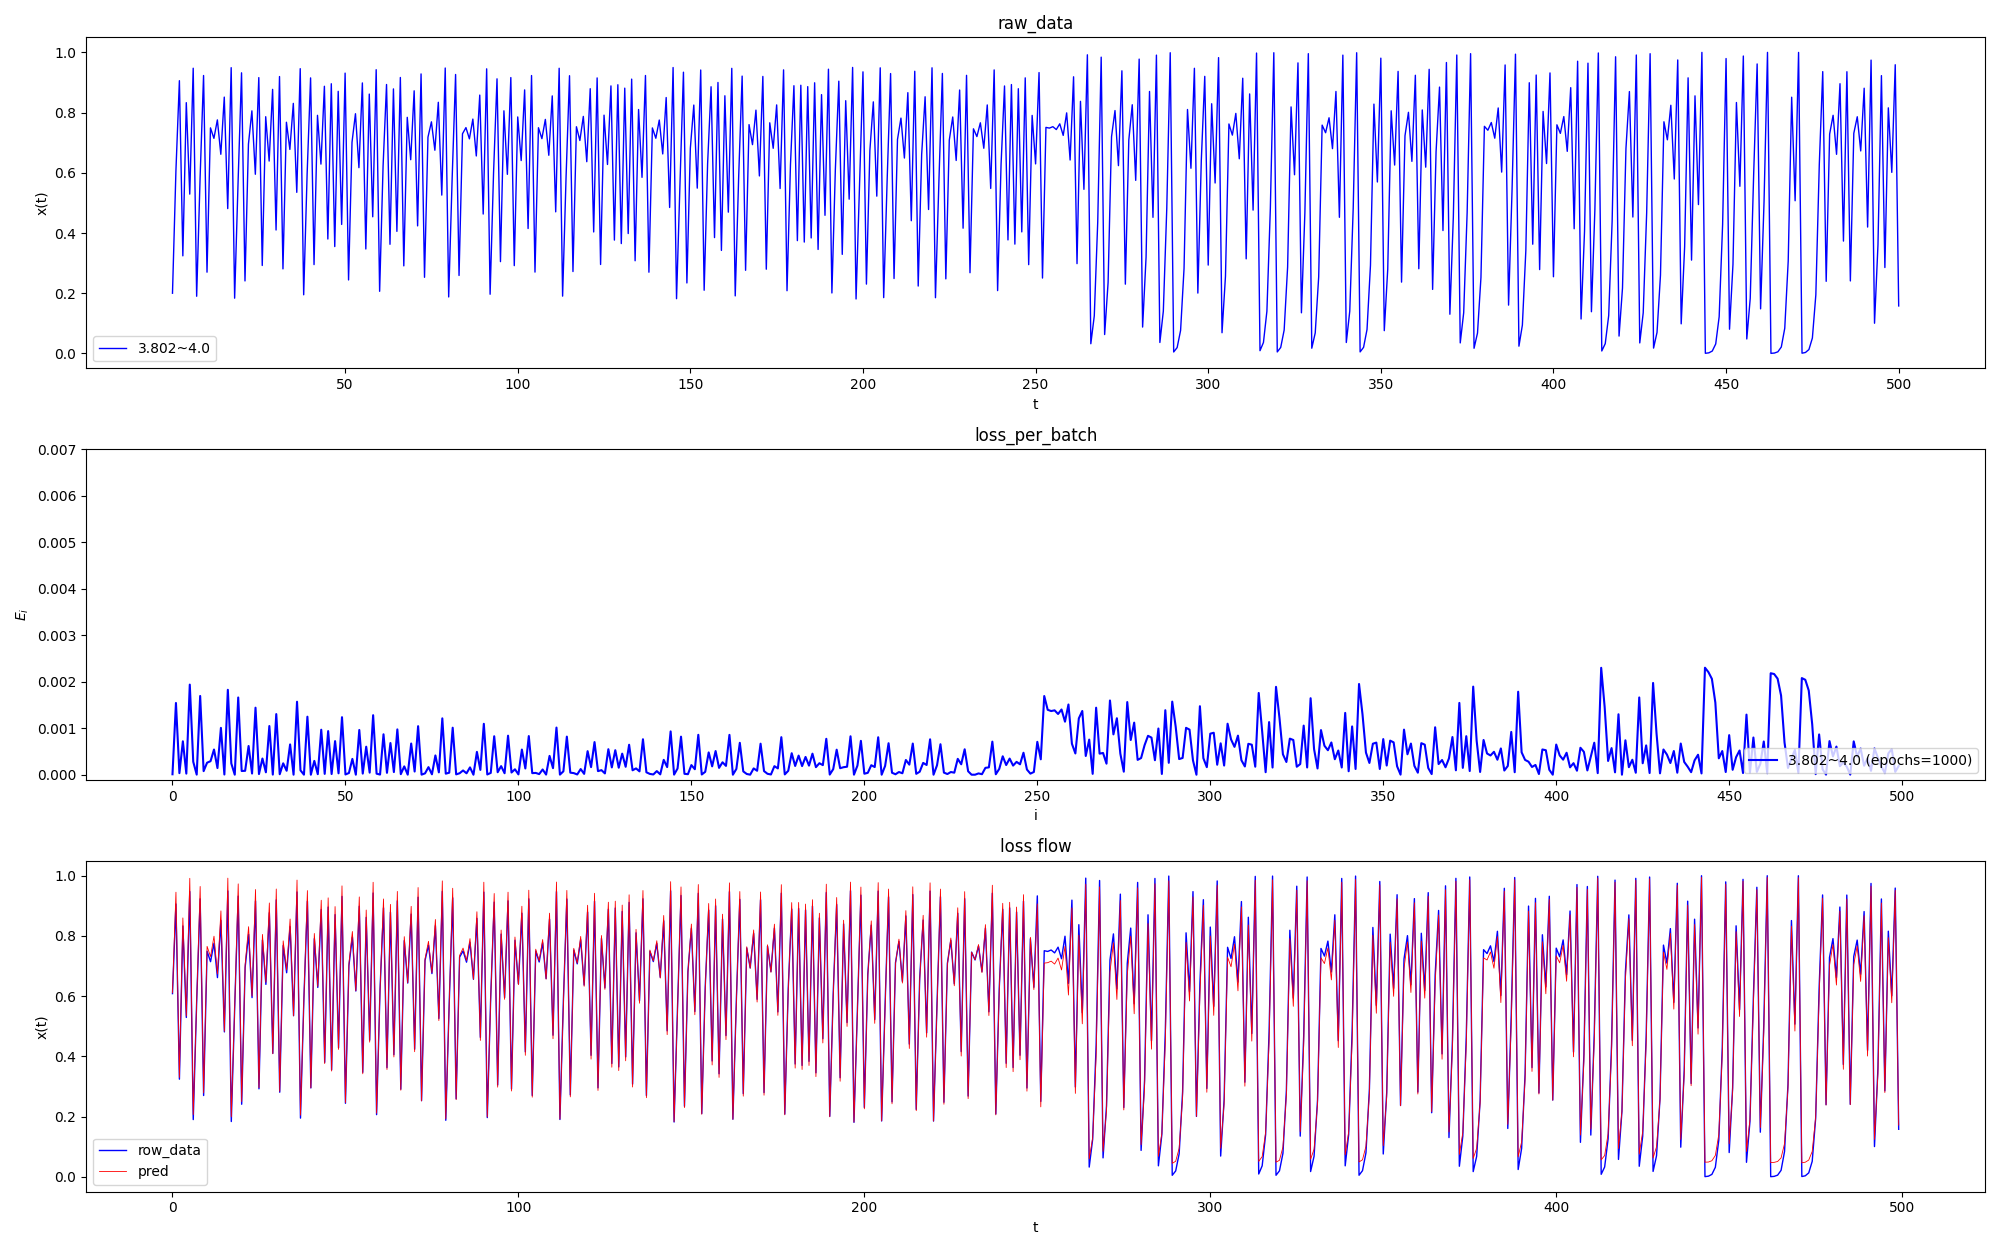 raw_data
1.0
0.8
0.6
0.4
0.2
0.0
x(t)
3.802~4.0
50 100 150 200 250 300 350 400 450 500
t
loss_per_batch
0.007
0.006
0.005
0.004
0.003
0.002
0.001
0.000
E_i
3.802~4.0 (epochs=1000)
0 50 100 150 200 250 300 350 400 450 500
i
loss flow
1.0
0.8
0.6
0.4
0.2
0.0
x(t)
row_data
pred
0 100 200 300 400 500
t